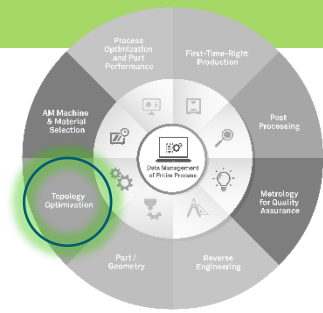 Process
Optimization
and Part
Performance
First-Time-Right
Production
Post
Processing
Metrology
for Quality
Assurance
Reverse
Engineering
Part /
Geometry
Topology
Optimization
AM Machine
& Material
Selection
Data Management
of Entire Process